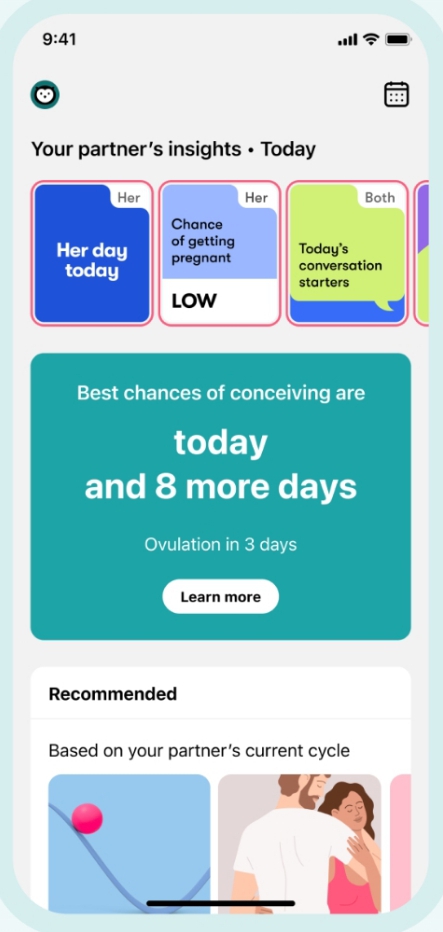 9:41
Your partner's insights • Today
Her
Her day
today
Her
Chance
of getting
pregnant
LOW
Both
Today's
conversation
starters
Best chances of conceiving are
today
and 8 more days
Ovulation in 3 days
Learn more
Recommended
Based on your partner's current cycle